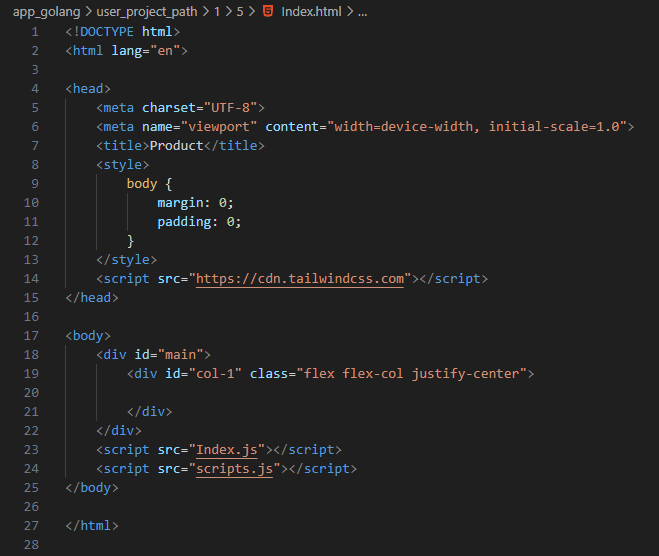 app_golang > user_project_path > 1 > 5 > Index.html > ...
1 <!DOCTYPE html>
2 <html lang="en">
3
4 <head>
5     <meta charset="UTF-8">
6     <meta name="viewport" content="width=device-width, initial-scale=1.0">
7     <title>Product</title>
8     <style>
9         body {
10             margin: 0;
11             padding: 0;
12         }
13     </style>
14     <script src="https://cdn.tailwindcss.com"></script>
15 </head>
16
17 <body>
18     <div id="main">
19         <div id="col-1" class="flex flex-col justify-center">
20
21         </div>
22     </div>
23     <script src="Index.js"></script>
24     <script src="scripts.js"></script>
25 </body>
26
27 </html>
28